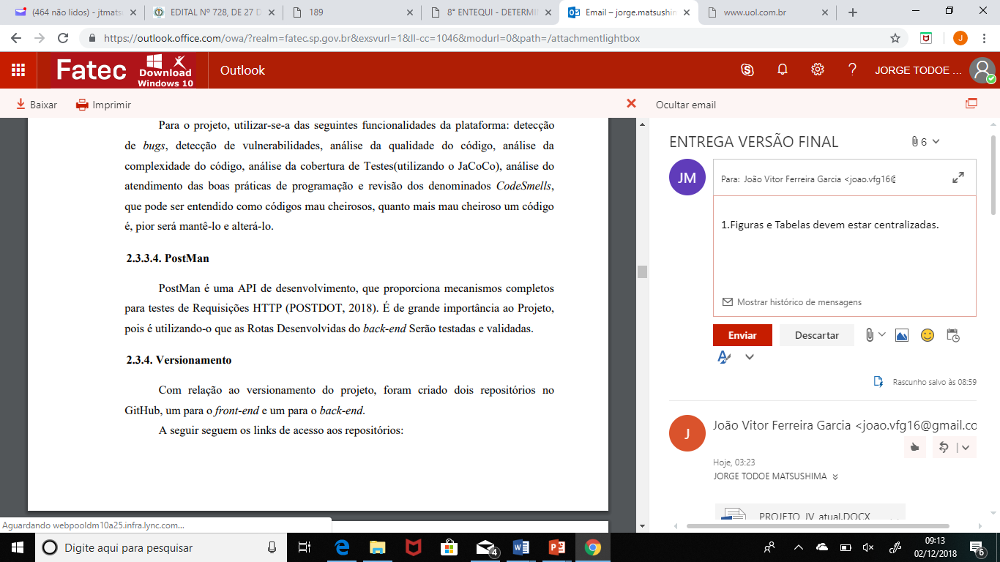 (464 não lidos) - jtmats
EDITAL Nº 728, DE 27 D
189
8° ENTEQUI - DETERMI
Email – jorge.matsushim
www.uol.com.br
https://outlook.office.com/owa/?realm=fatec.sp.gov.br&exsvurl=1&ll-cc=1046&modurl=0&path=/attachmentlightbox
J
Fatec
Download
Windows 10
Outlook
JORGE TODOE ...
Baixar
Imprimir
Ocultar email
Para o projeto, utilizar-se-a das seguintes funcionalidades da plataforma: detecção
de bugs, detecção de vulnerabilidades, análise da qualidade do código, análise da
complexidade do código, análise da cobertura de Testes(utilizando o JaCoCo), análise do
atendimento das boas práticas de programação e revisão dos denominados CodeSmells,
que pode ser entendido como códigos mau cheirosos, quanto mais mau cheiroso um código
é, pior será mantê-lo e alterá-lo.
2.3.3.4. PostMan
PostMan é uma API de desenvolvimento, que proporciona mecanismos completos
para testes de Requisições HTTP (POSTDOT, 2018). É de grande importância ao Projeto,
pois é utilizando-o que as Rotas Desenvolvidas do back-end Serão testadas e validadas.
2.3.4. Versionamento
Com relação ao versionamento do projeto, foram criado dois repositórios no
GitHub, um para o front-end e um para o back-end.
A seguir seguem os links de acesso aos repositórios:
ENTREGA VERSÃO FINAL
6
JM
Para: João Vitor Ferreira Garcia <joao.vfg16@
1.Figuras e Tabelas devem estar centralizadas.
Mostrar histórico de mensagens
Enviar
Descartar
Rascunho salvo às 08:59
J
João Vitor Ferreira Garcia <joao.vfg16@gmail.co
Hoje, 03:23
JORGE TODOE MATSUSHIMA
PROJETO_JV_atual.DOCX
Aguardando webpooldm10a25.infra.lync.com...
Digite aqui para pesquisar
4
09:13
02/12/2018
6